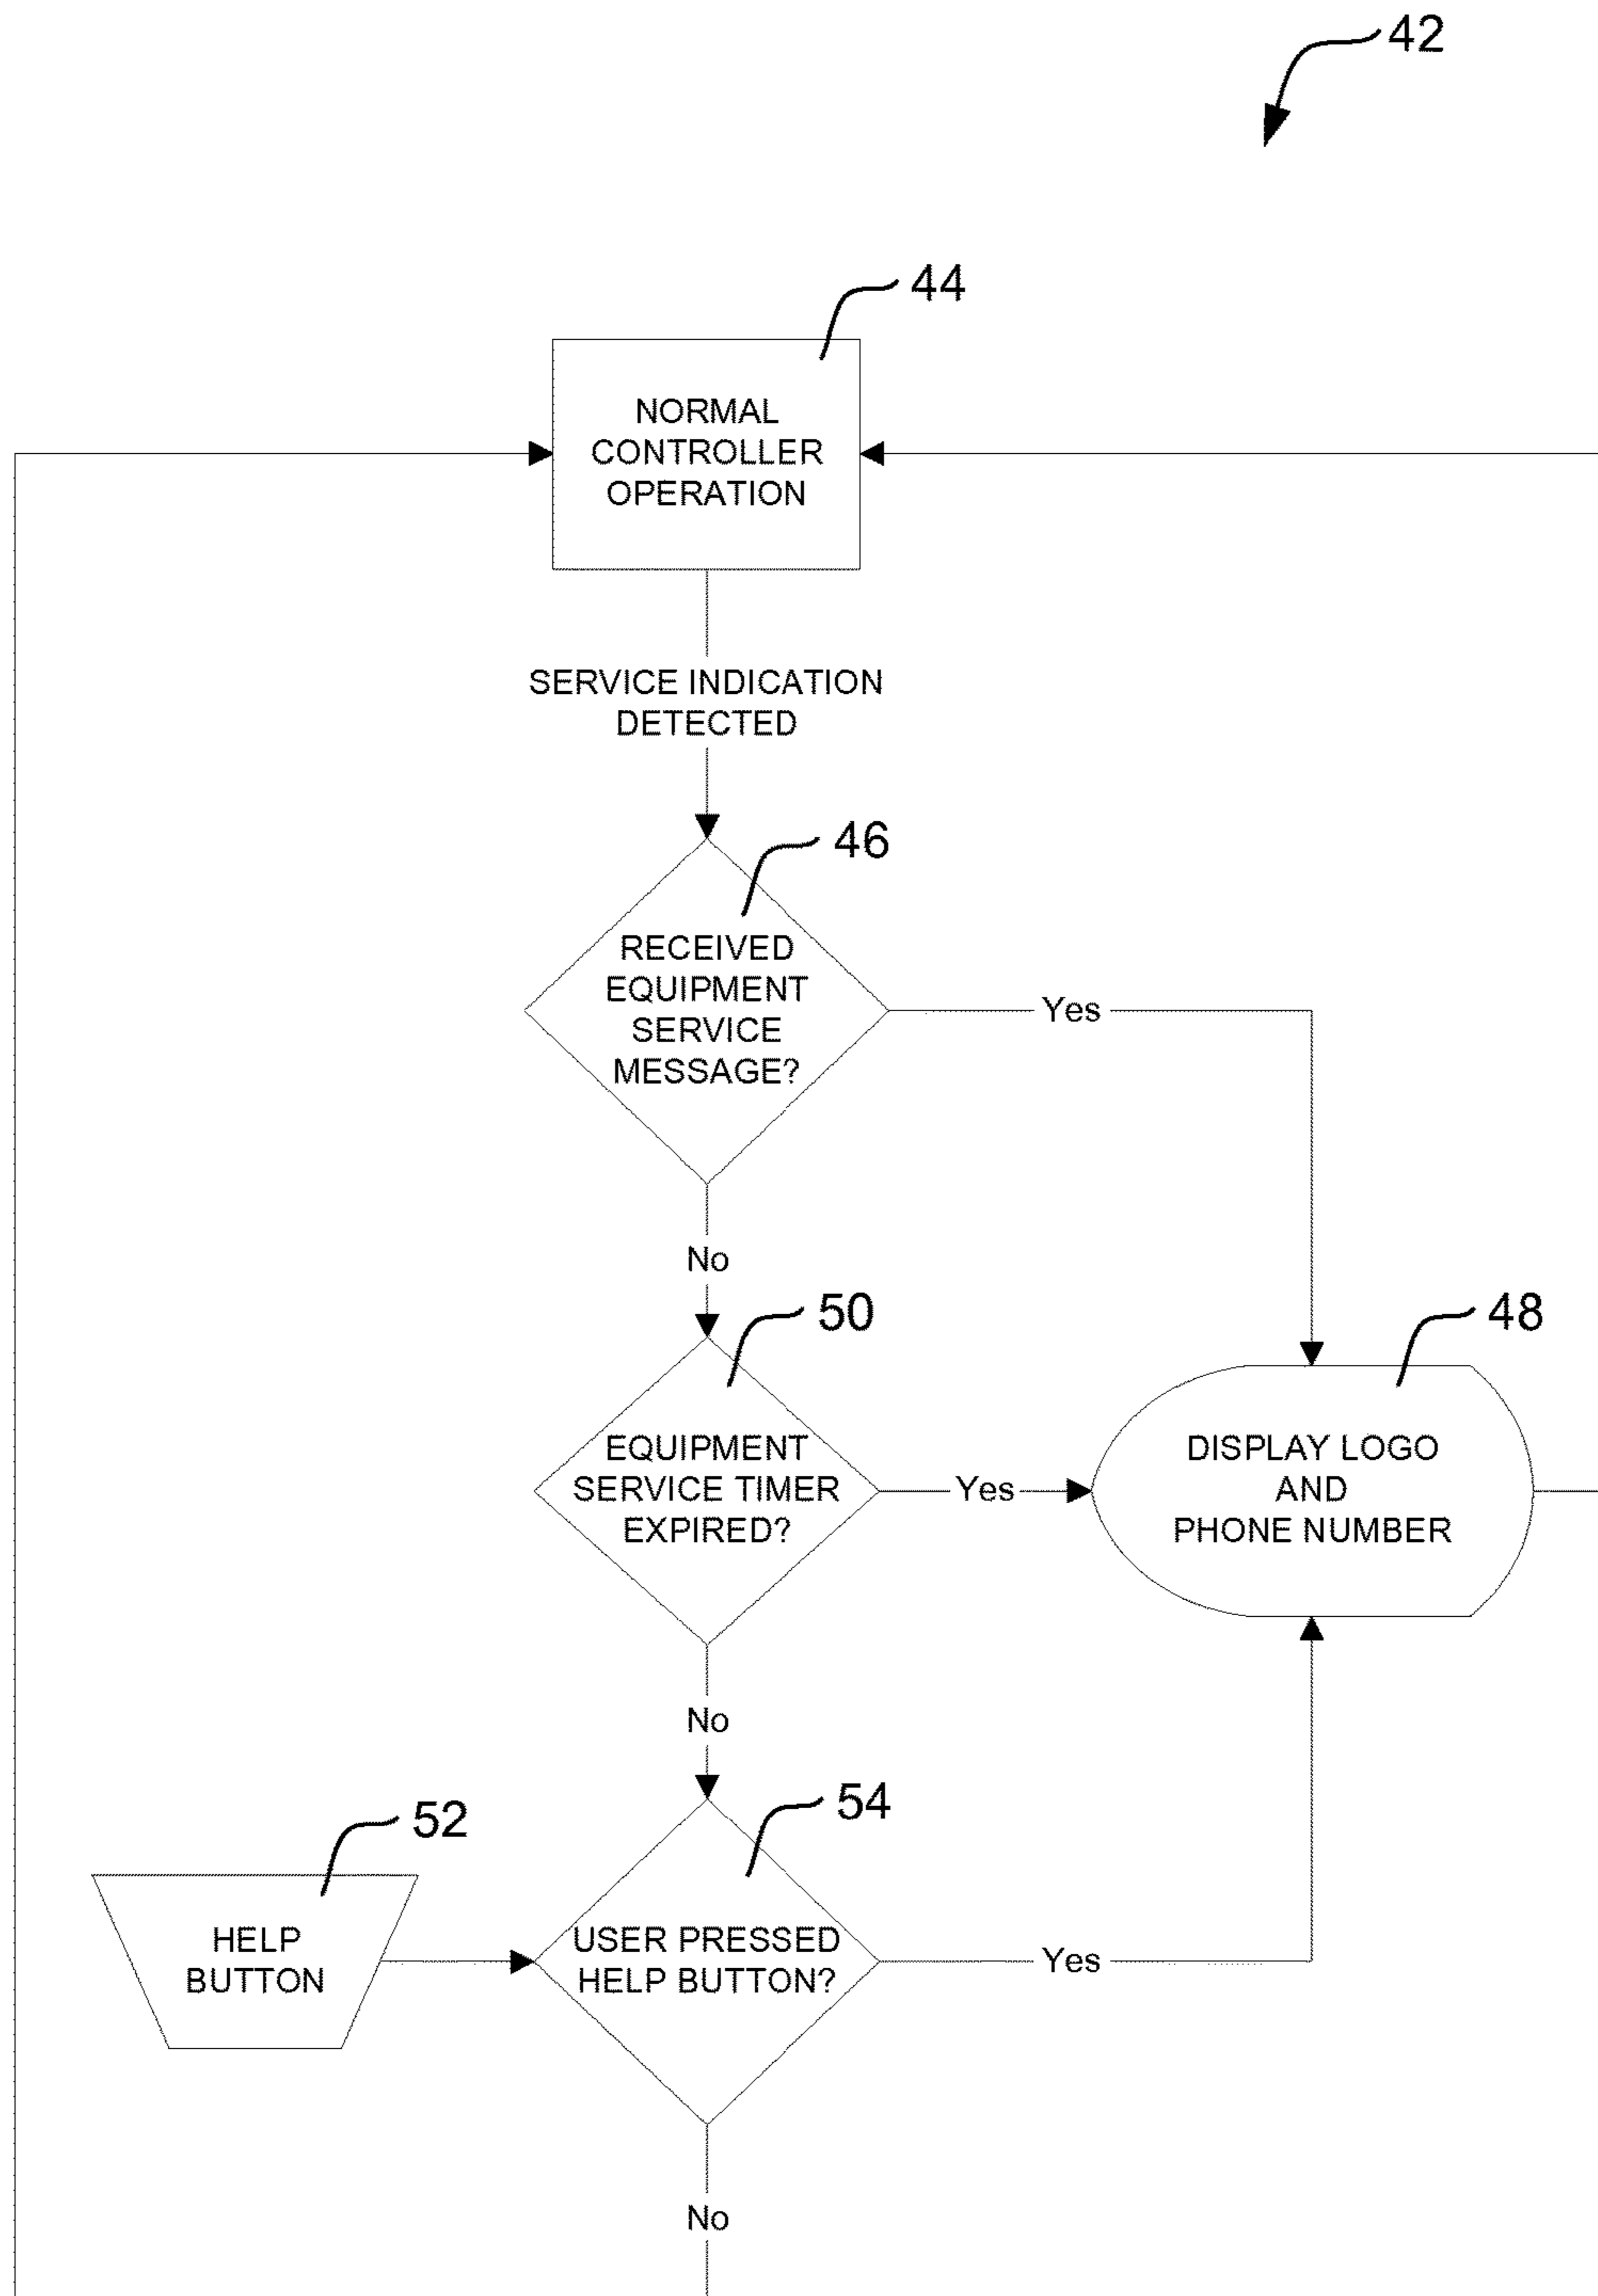 42
44
NORMAL
CONTROLLER
OPERATION
SERVICE INDICATION
DETECTED
46
RECEIVED
EQUIPMENT
SERVICE
MESSAGE?
Yes
No
50
48
EQUIPMENT
SERVICE TIMER
EXPIRED?
Yes
DISPLAY LOGO
AND
PHONE NUMBER
No
52
54
HELP
BUTTON
USER PRESSED
HELP BUTTON?
Yes
No